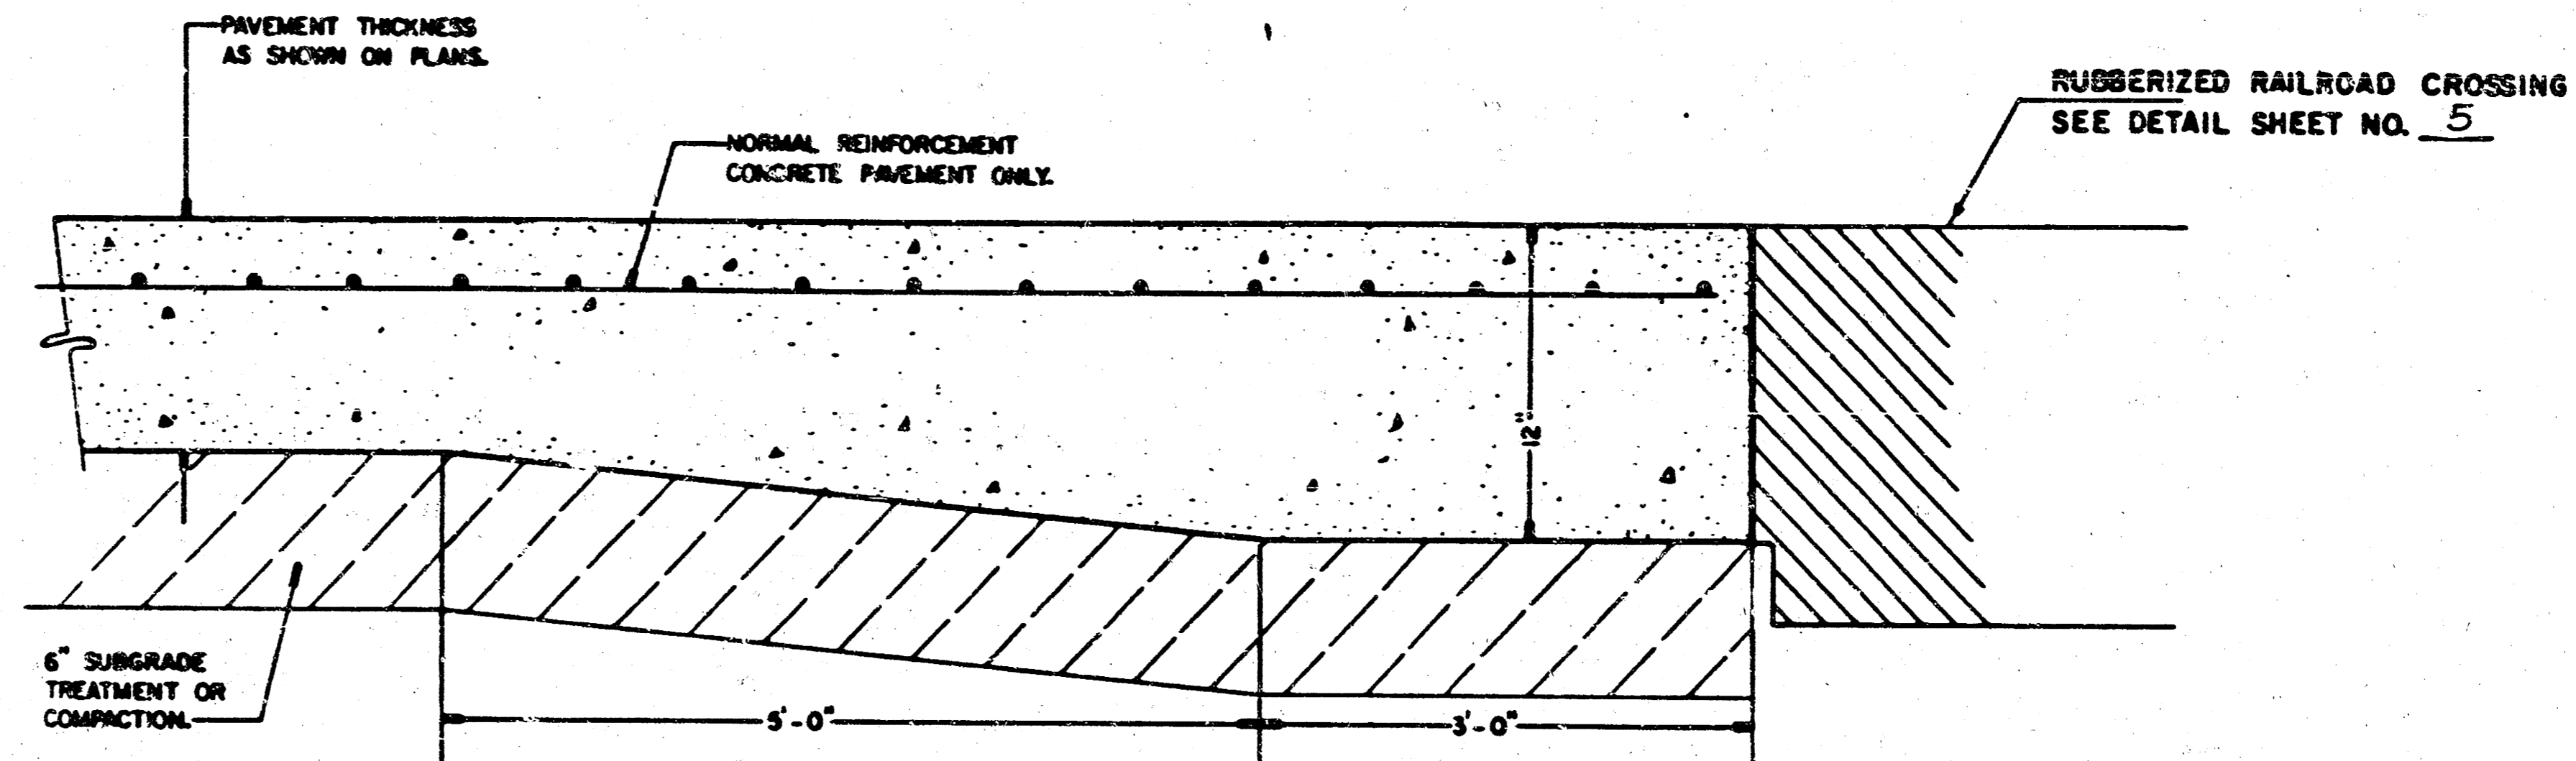 PAVEMENT THICKNESS
AS SHOWN ON PLANS.
RUBBERIZED RAILROAD CROSSING
SEE DETAIL SHEET NO. 5
NORMAL REINFORCEMENT
CONCRETE PAVEMENT ONLY.
12"
6" SUBGRADE
TREATMENT OR
COMPACTION.
5'-0"
3'-0"